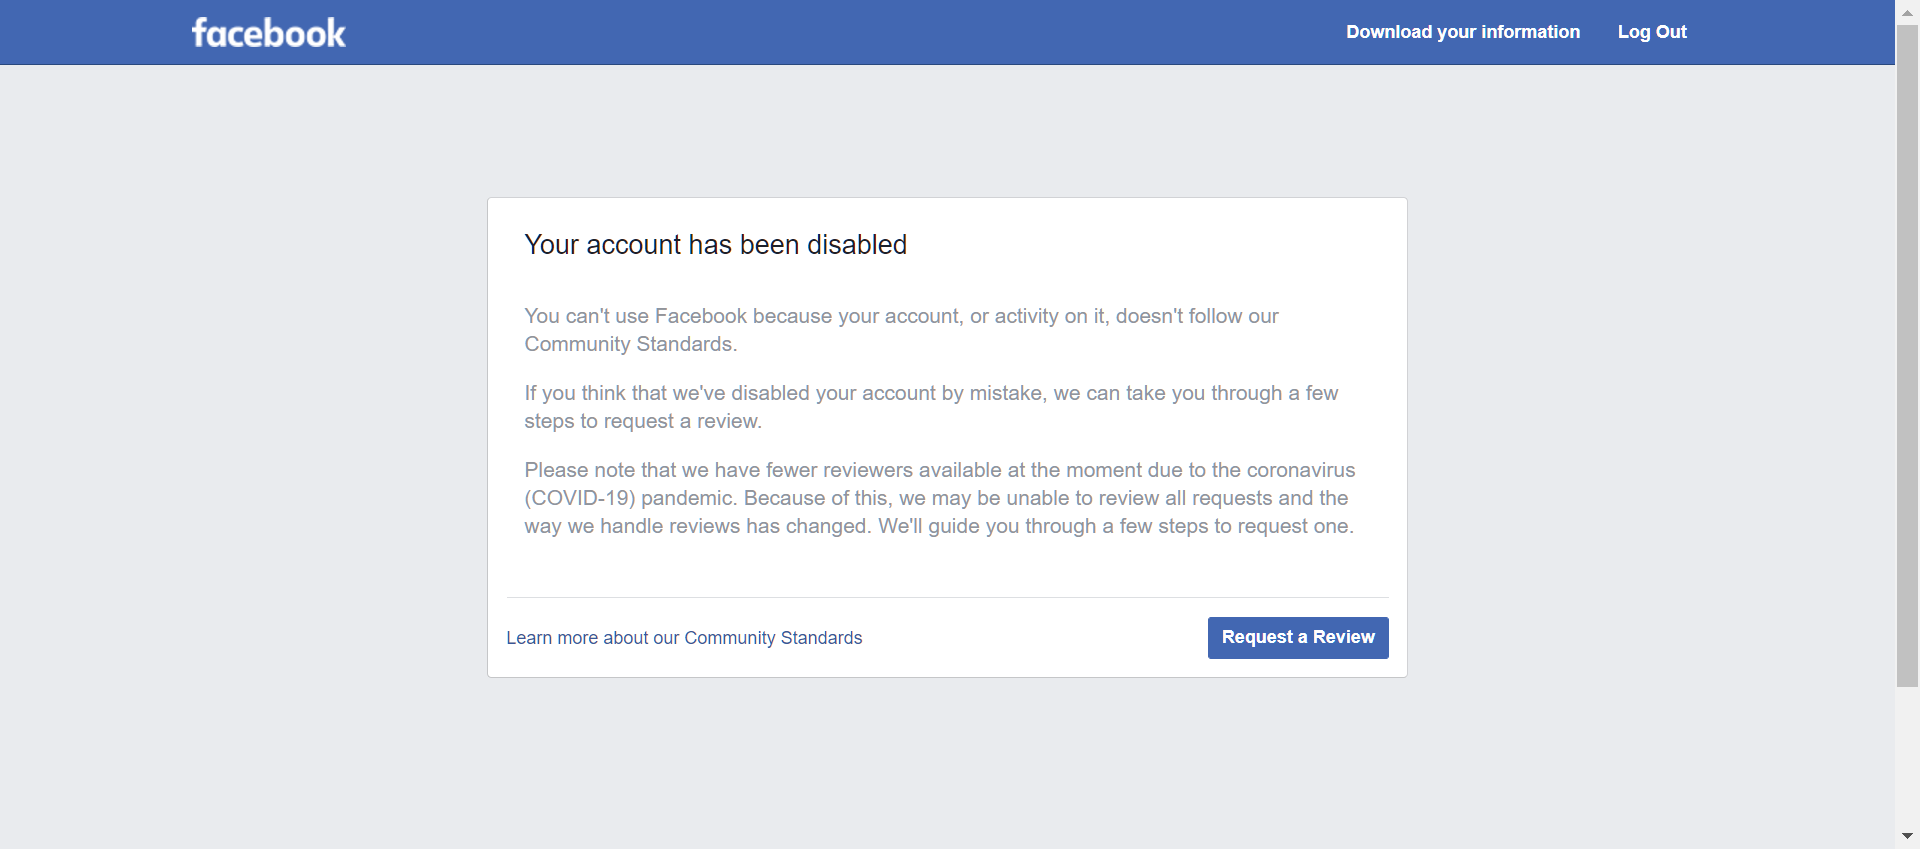 facebook
Download your information
Log Out
Your account has been disabled
You can't use Facebook because your account, or activity on it, doesn't follow our
Community Standards.
If you think that we've disabled your account by mistake, we can take you through a few
steps to request a review.
Please note that we have fewer reviewers available at the moment due to the coronavirus
(COVID-19) pandemic. Because of this, we may be unable to review all requests and the
way we handle reviews has changed. We'll guide you through a few steps to request one.
Learn more about our Community Standards
Request a Review